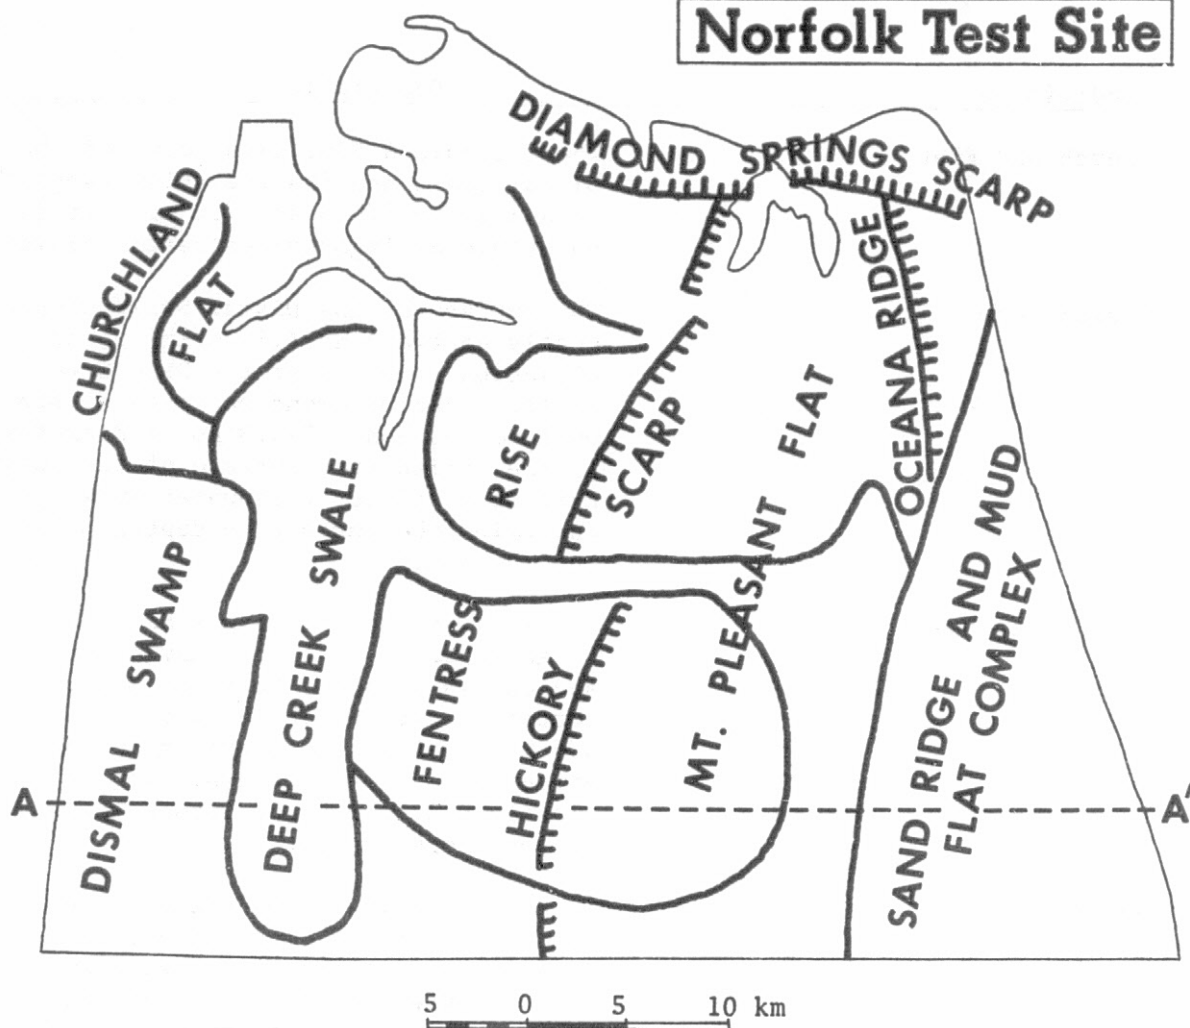 Norfolk Test Site
DIAMOND SPRINGS SCARP
CHURCHLAND
FLAT
OCEANA RIDGE
RISE
SCARP
FLAT
DEEP CREEK SWALE
DISMAL SWAMP
FENTRESS
HICKORY
MT. PLEASANT
SAND RIDGE AND MUD
FLAT COMPLEX
A
A'
5 0 5 10 km